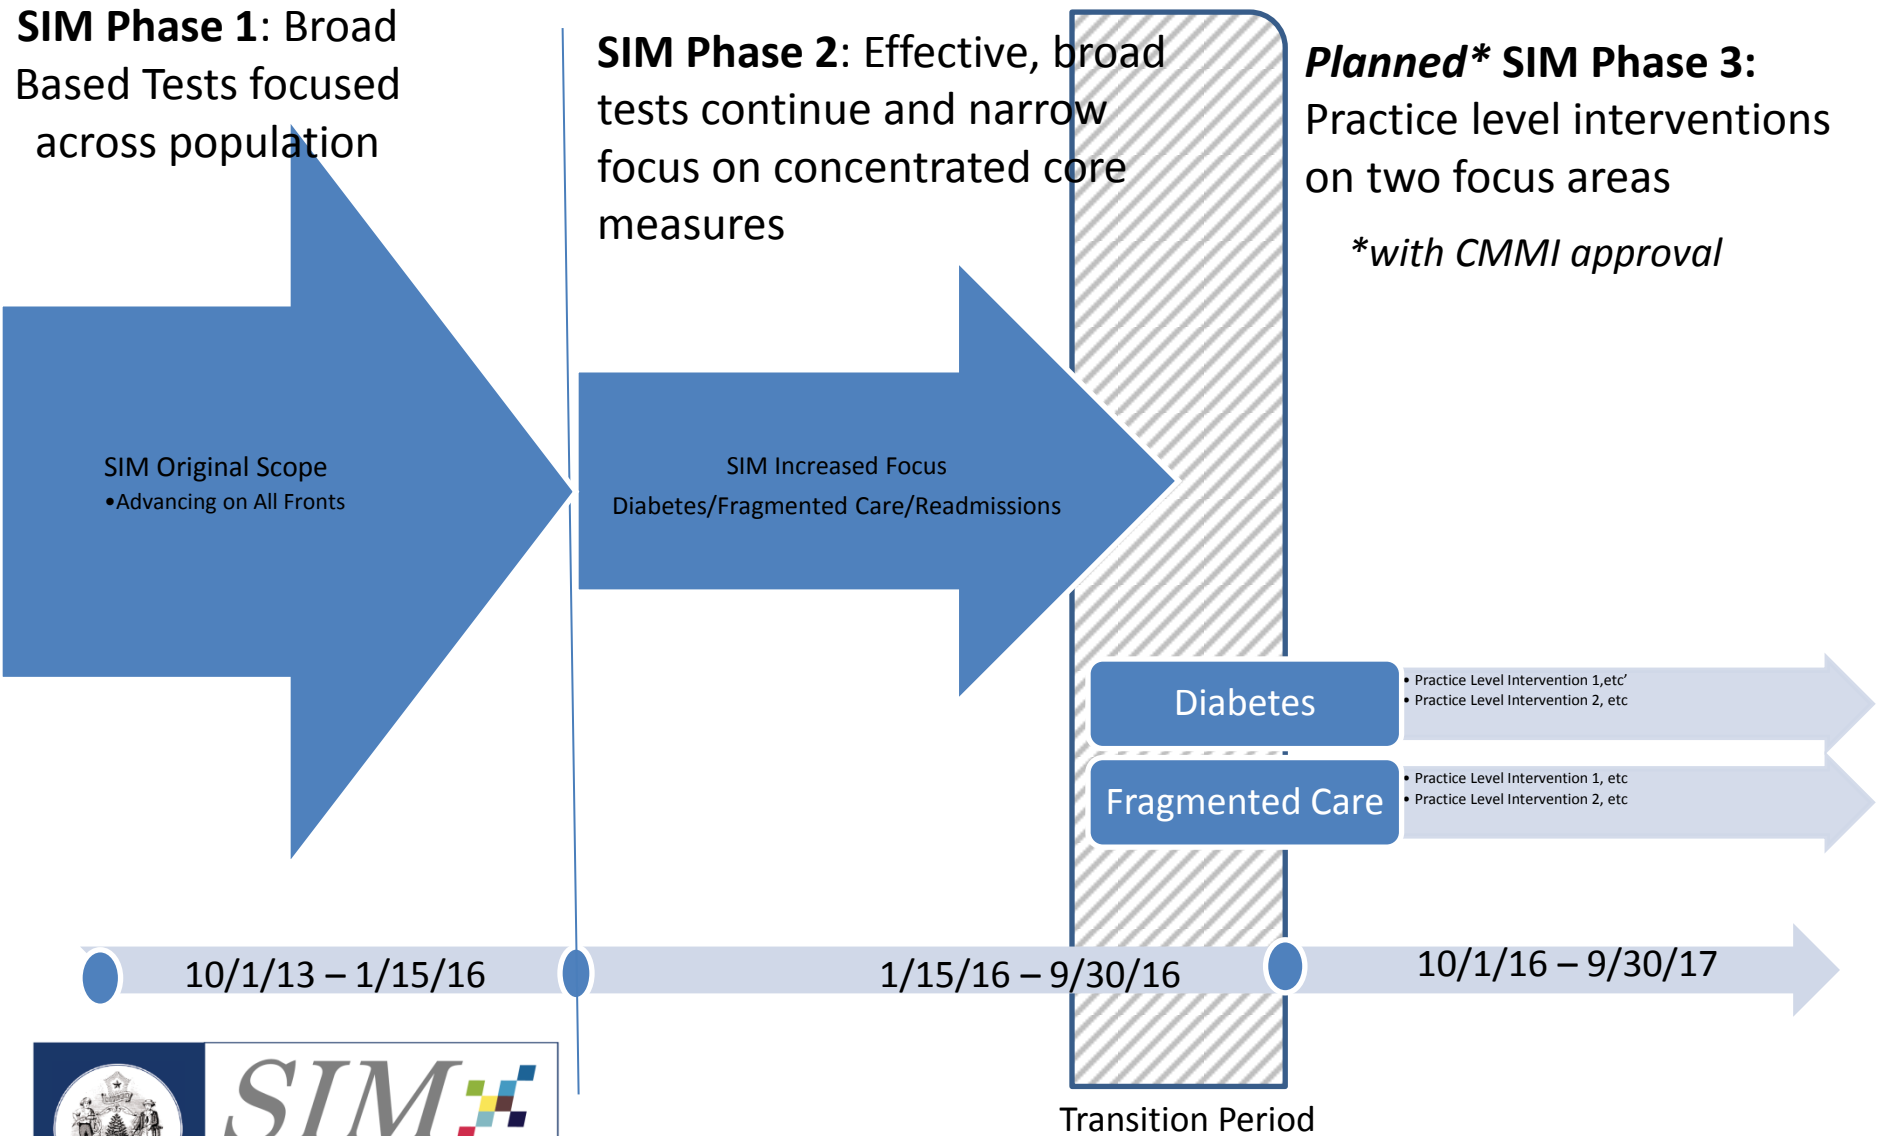 SIM Phase 1: Broad
Based Tests focused
across population
SIM Phase 2: Effective, broad
tests continue and narrow
focus on concentrated core
measures
Planned* SIM Phase 3:
Practice level interventions
on two focus areas
*with CMMI approval
SIM Original Scope
•Advancing on All Fronts
SIM Increased Focus
Diabetes/Fragmented Care/Readmissions
Diabetes
• Practice Level Intervention 1,etc’
• Practice Level Intervention 2, etc
Fragmented Care
• Practice Level Intervention 1, etc
• Practice Level Intervention 2, etc
10/1/13 – 1/15/16
1/15/16 – 9/30/16
10/1/16 – 9/30/17
SIM
Transition Period